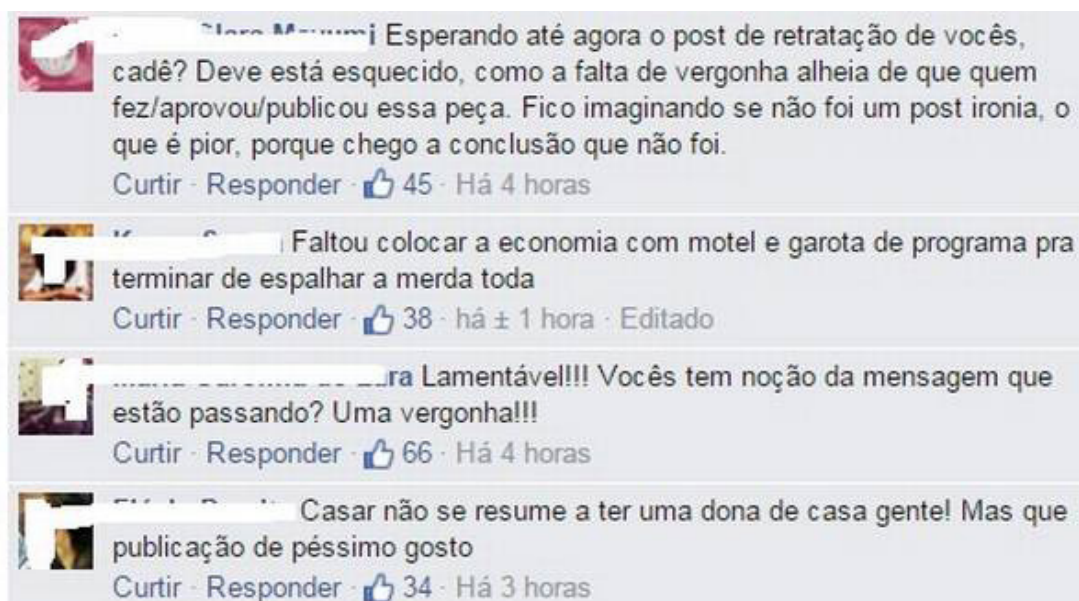 Esperando até agora o post de retratação de vocês,
cadê? Deve está esquecido, como a falta de vergonha alheia de que quem
fez/aprovou/publicou essa peça. Fico imaginando se não foi um post ironia, o
que é pior, porque chego a conclusão que não foi.
Curtir · Responder · 45 · Há 4 horas
Faltou colocar a economia com motel e garota de programa pra
terminar de espalhar a merda toda
Curtir · Responder · 38 · há ± 1 hora · Editado
Lamentável!!! Vocês tem noção da mensagem que
estão passando? Uma vergonha!!!
Curtir · Responder · 66 · Há 4 horas
Casar não se resume a ter uma dona de casa gente! Mas que
publicação de péssimo gosto
Curtir · Responder · 34 · Há 3 horas